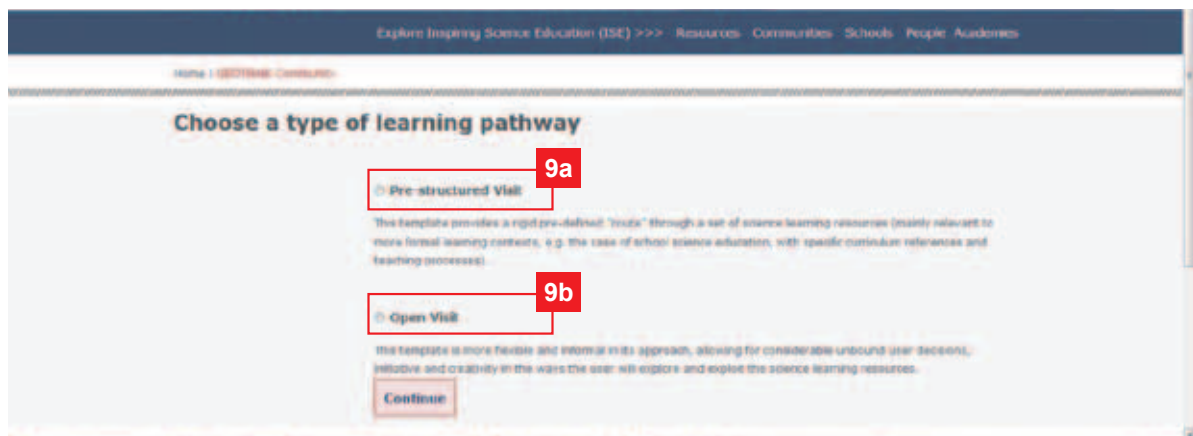 Explore Inspiring Science Education (ISE) >>> Resources Communities Schools People Academies
Home |
Choose a type of learning pathway
9a
Pre-structured Visit
This template provides a rigid pre-defined "route" through a set of science learning resources (mainly relevant to
more formal learning contexts, e.g. the case of school science education, with specific curriculum references and
teaching processes).
9b
Open Visit
This template is more flexible and informal in its approach, allowing for considerable unbound user decisions,
initiative and creativity in the ways the user will explore and exploit the science learning resources.
Continue